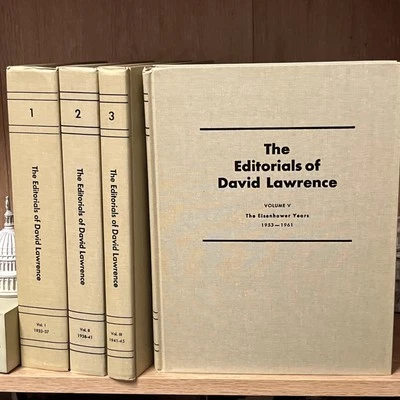 1
The Editorials of David Lawrence
Vol. I
1933-37
2
The Editorials of David Lawrence
Vol. II
1938-41
3
The Editorials of David Lawrence
Vol. III
1941-45
The
Editorials of
David Lawrence
VOLUME V
The Eisenhower Years
1953—1961